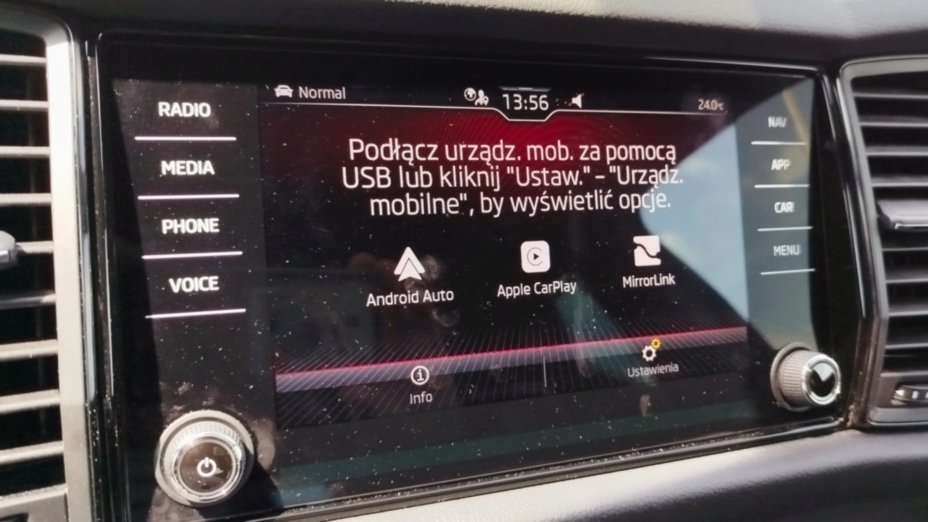 RADIO
MEDIA
PHONE
VOICE
Normal
13:56
24.0°C
Podłącz urządz. mob. za pomocą
USB lub kliknij "Ustaw." - "Urządz.
mobilne", by wyświetlić opcje.
Android Auto
Apple CarPlay
MirrorLink
Info
Ustawienia
NAV
APP
CAR
MENU